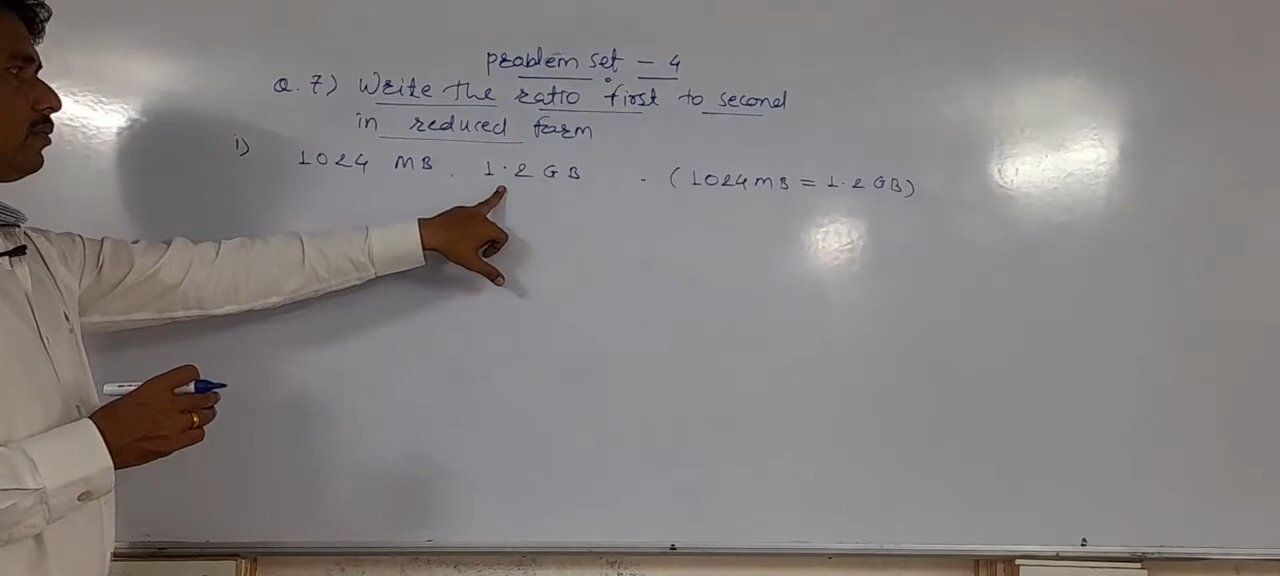 problem set - 4
Q. 7) Write the ratio first to second
in reduced form
i) 1024 MB, 1.2 GB - (1024 MB = 1.2 GB)